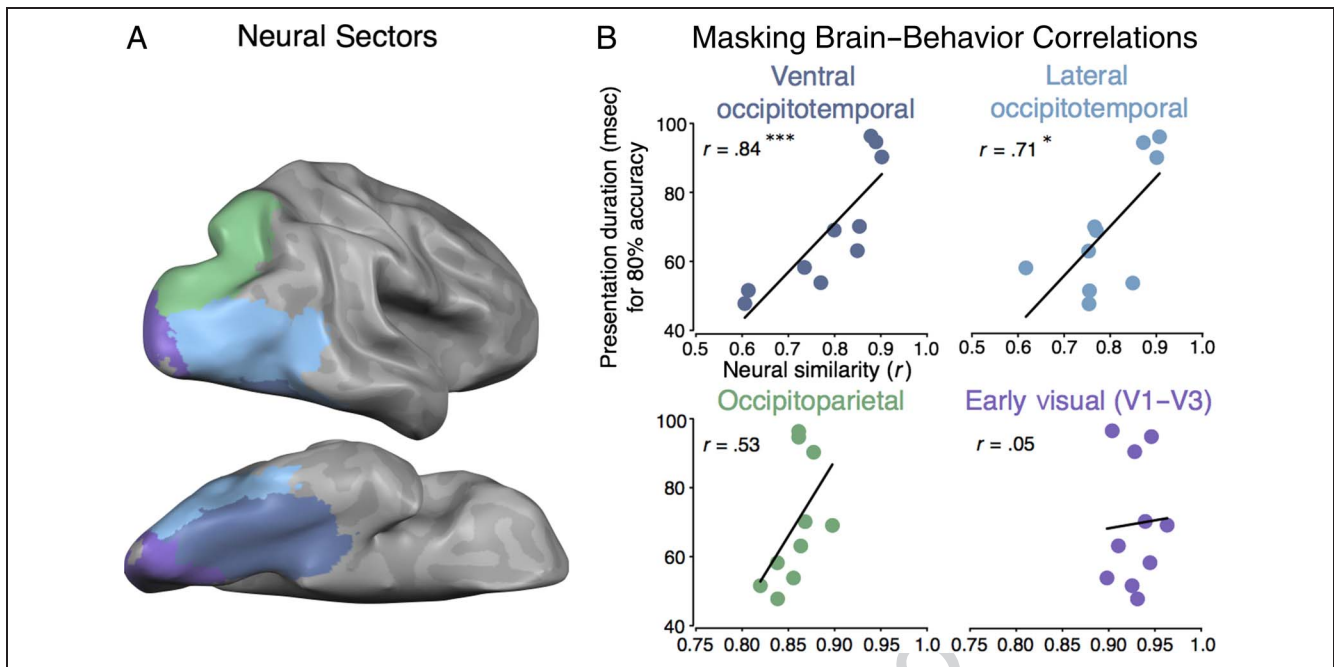 A
Neural Sectors
B
Masking Brain–Behavior Correlations
Presentation duration (msec)
for 80% accuracy
Ventral
occipitotemporal
r = .84 ***
100
80
60
40
0.5 0.6 0.7 0.8 0.9 1.0
Neural similarity (r)
Lateral
occipitotemporal
r = .71 *
0.5 0.6 0.7 0.8 0.9 1.0
Occipitoparietal
r = .53
100
80
60
40
0.75 0.80 0.85 0.90 0.95 1.0
Early visual (V1–V3)
r = .05
0.75 0.80 0.85 0.90 0.95 1.0